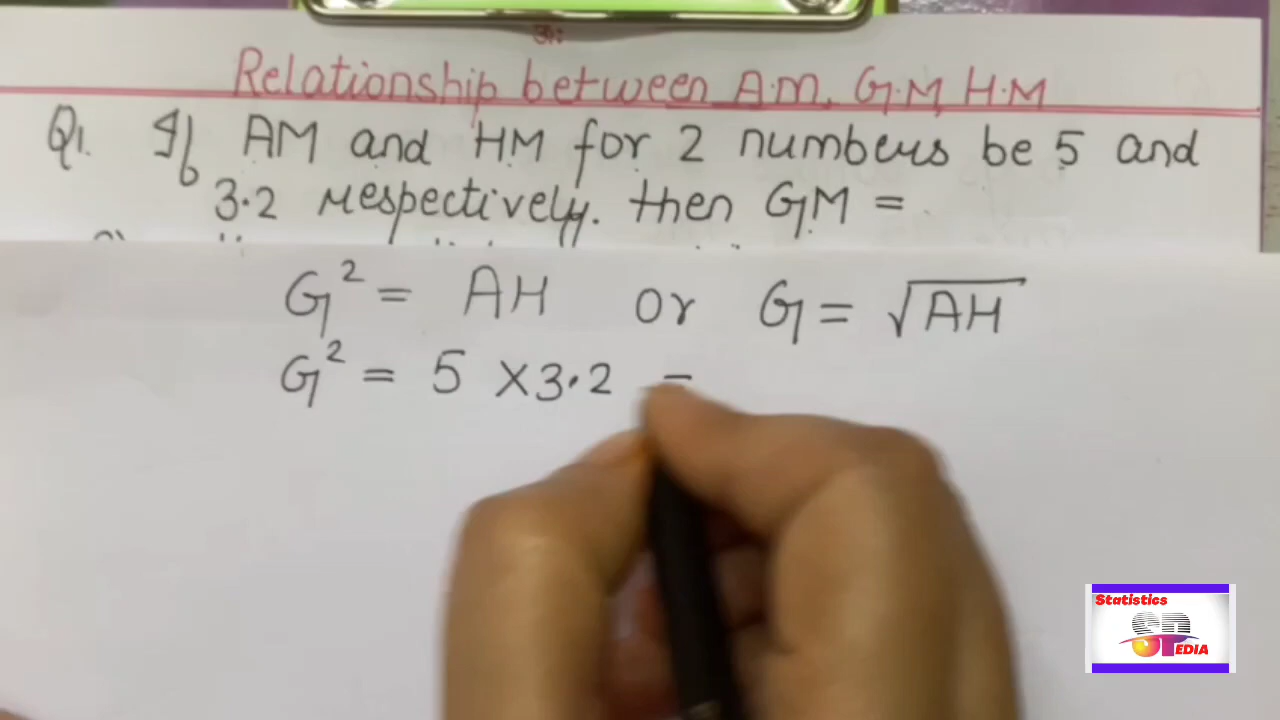 Relationship between A.M, G.M, H.M
Q1. If AM and HM for 2 numbers be 5 and
3.2 respectively. then GM =
G² = AH or G = √AH
G² = 5 × 3.2 =
Statistics
PEDIA